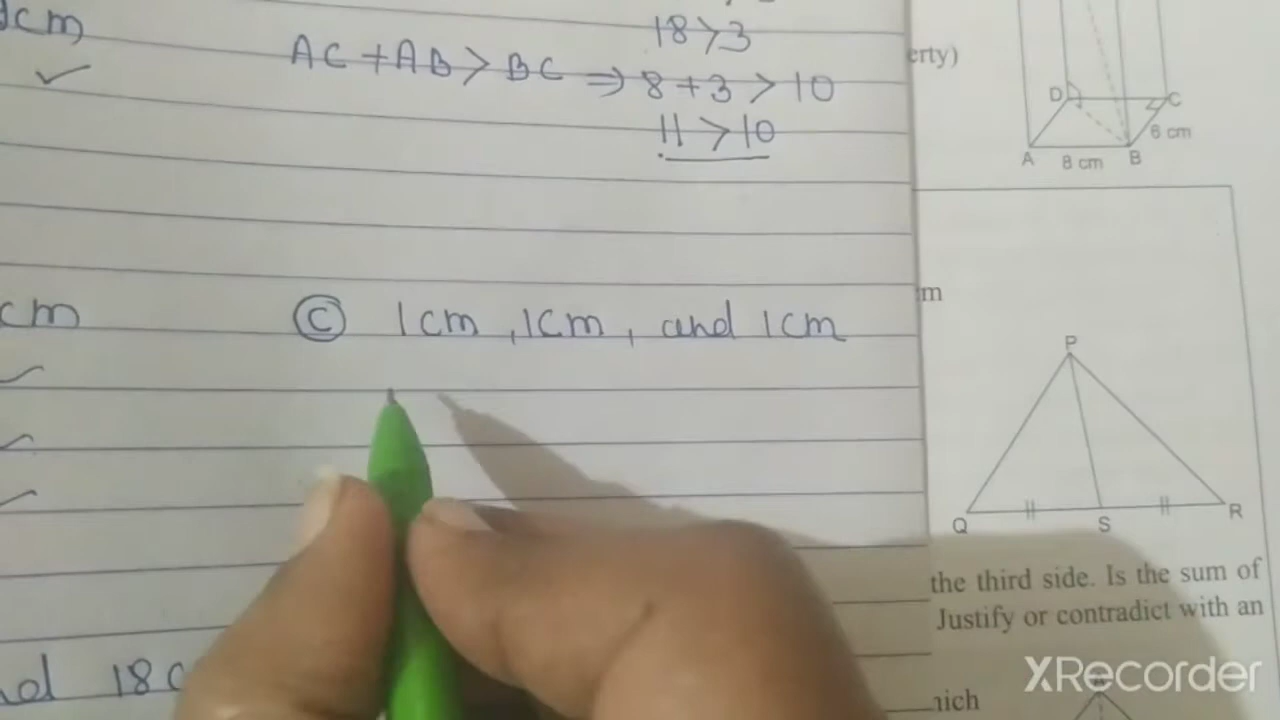 cm
18>3
AC+AB>BC ⇒ 8+3>10
11>10
erty)
D C
6 cm
A 8 cm B
cm
Ⓒ 1cm, 1cm, and 1cm
m
P
Q S R
the third side. Is the sum of
Justify or contradict with an
18
XRecorder